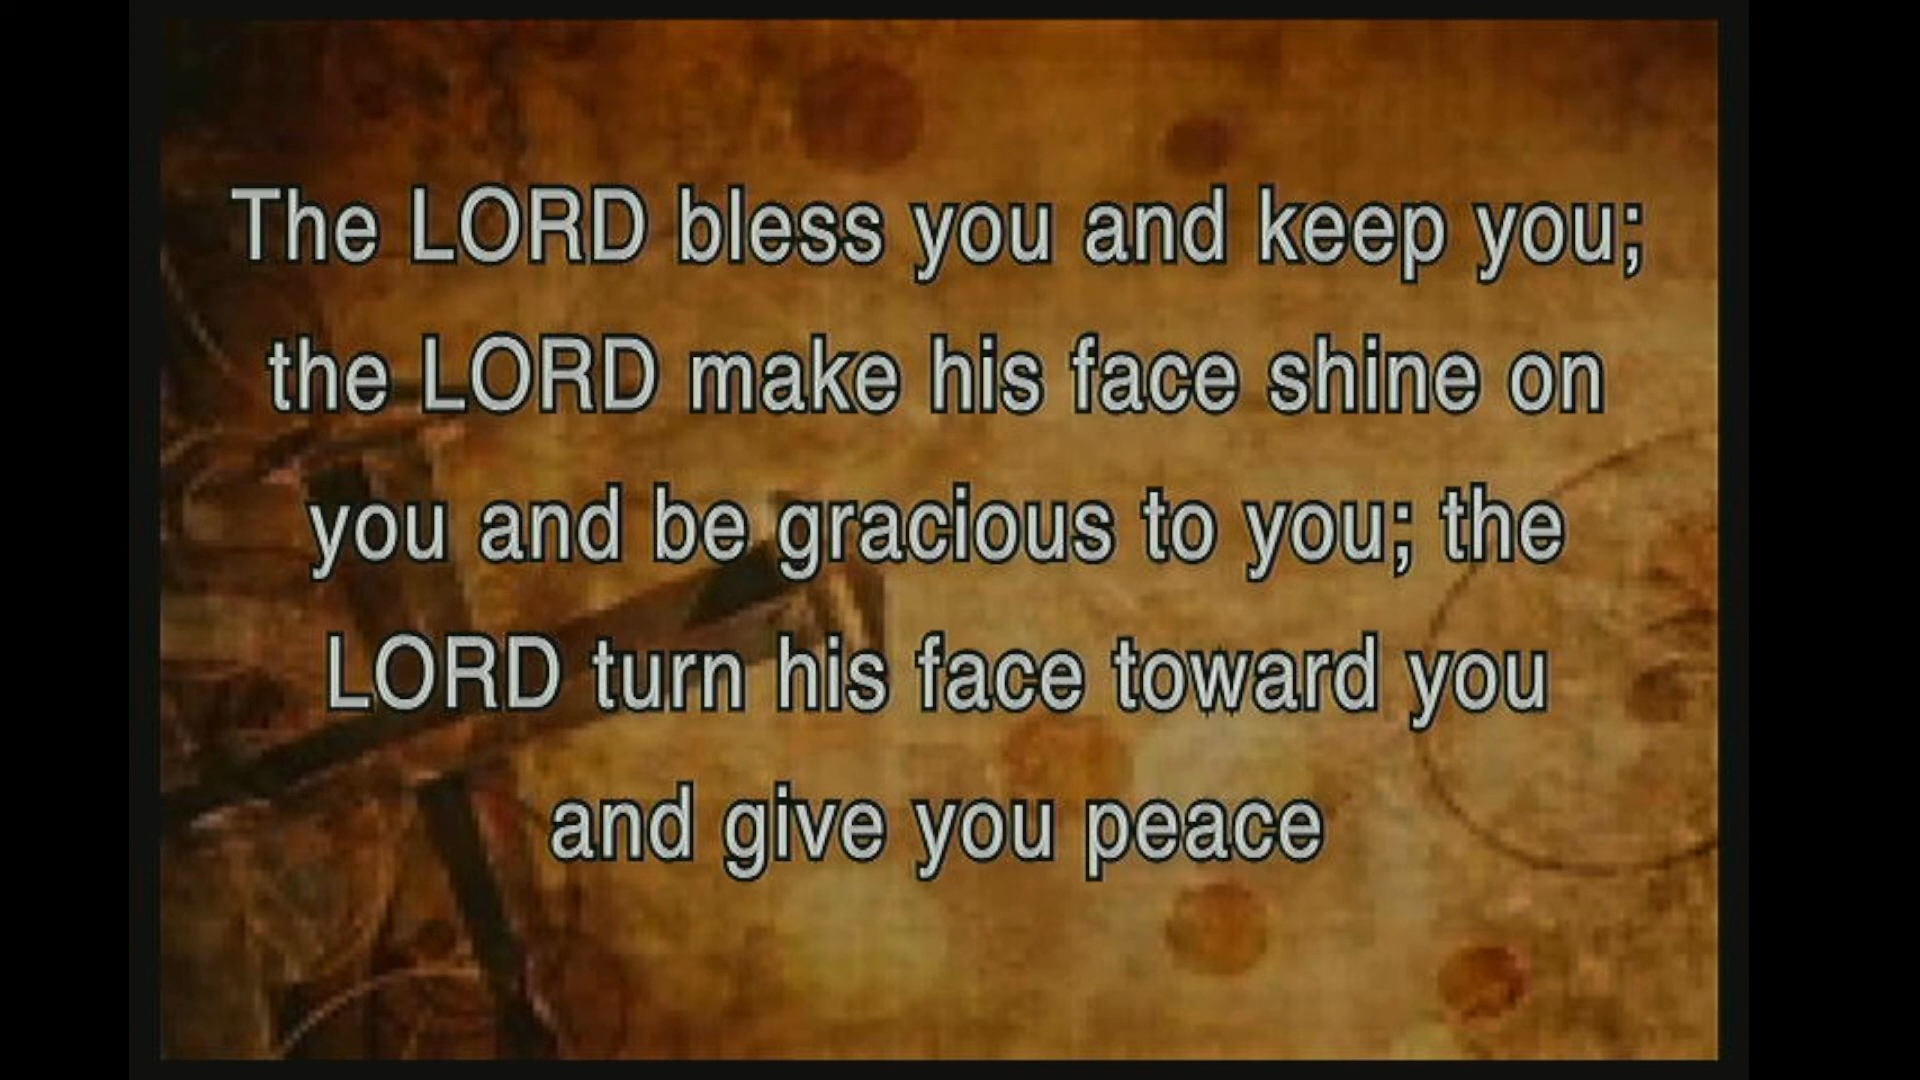 The LORD bless you and keep you;
the LORD make his face shine on
you and be gracious to you; the
LORD turn his face toward you
and give you peace